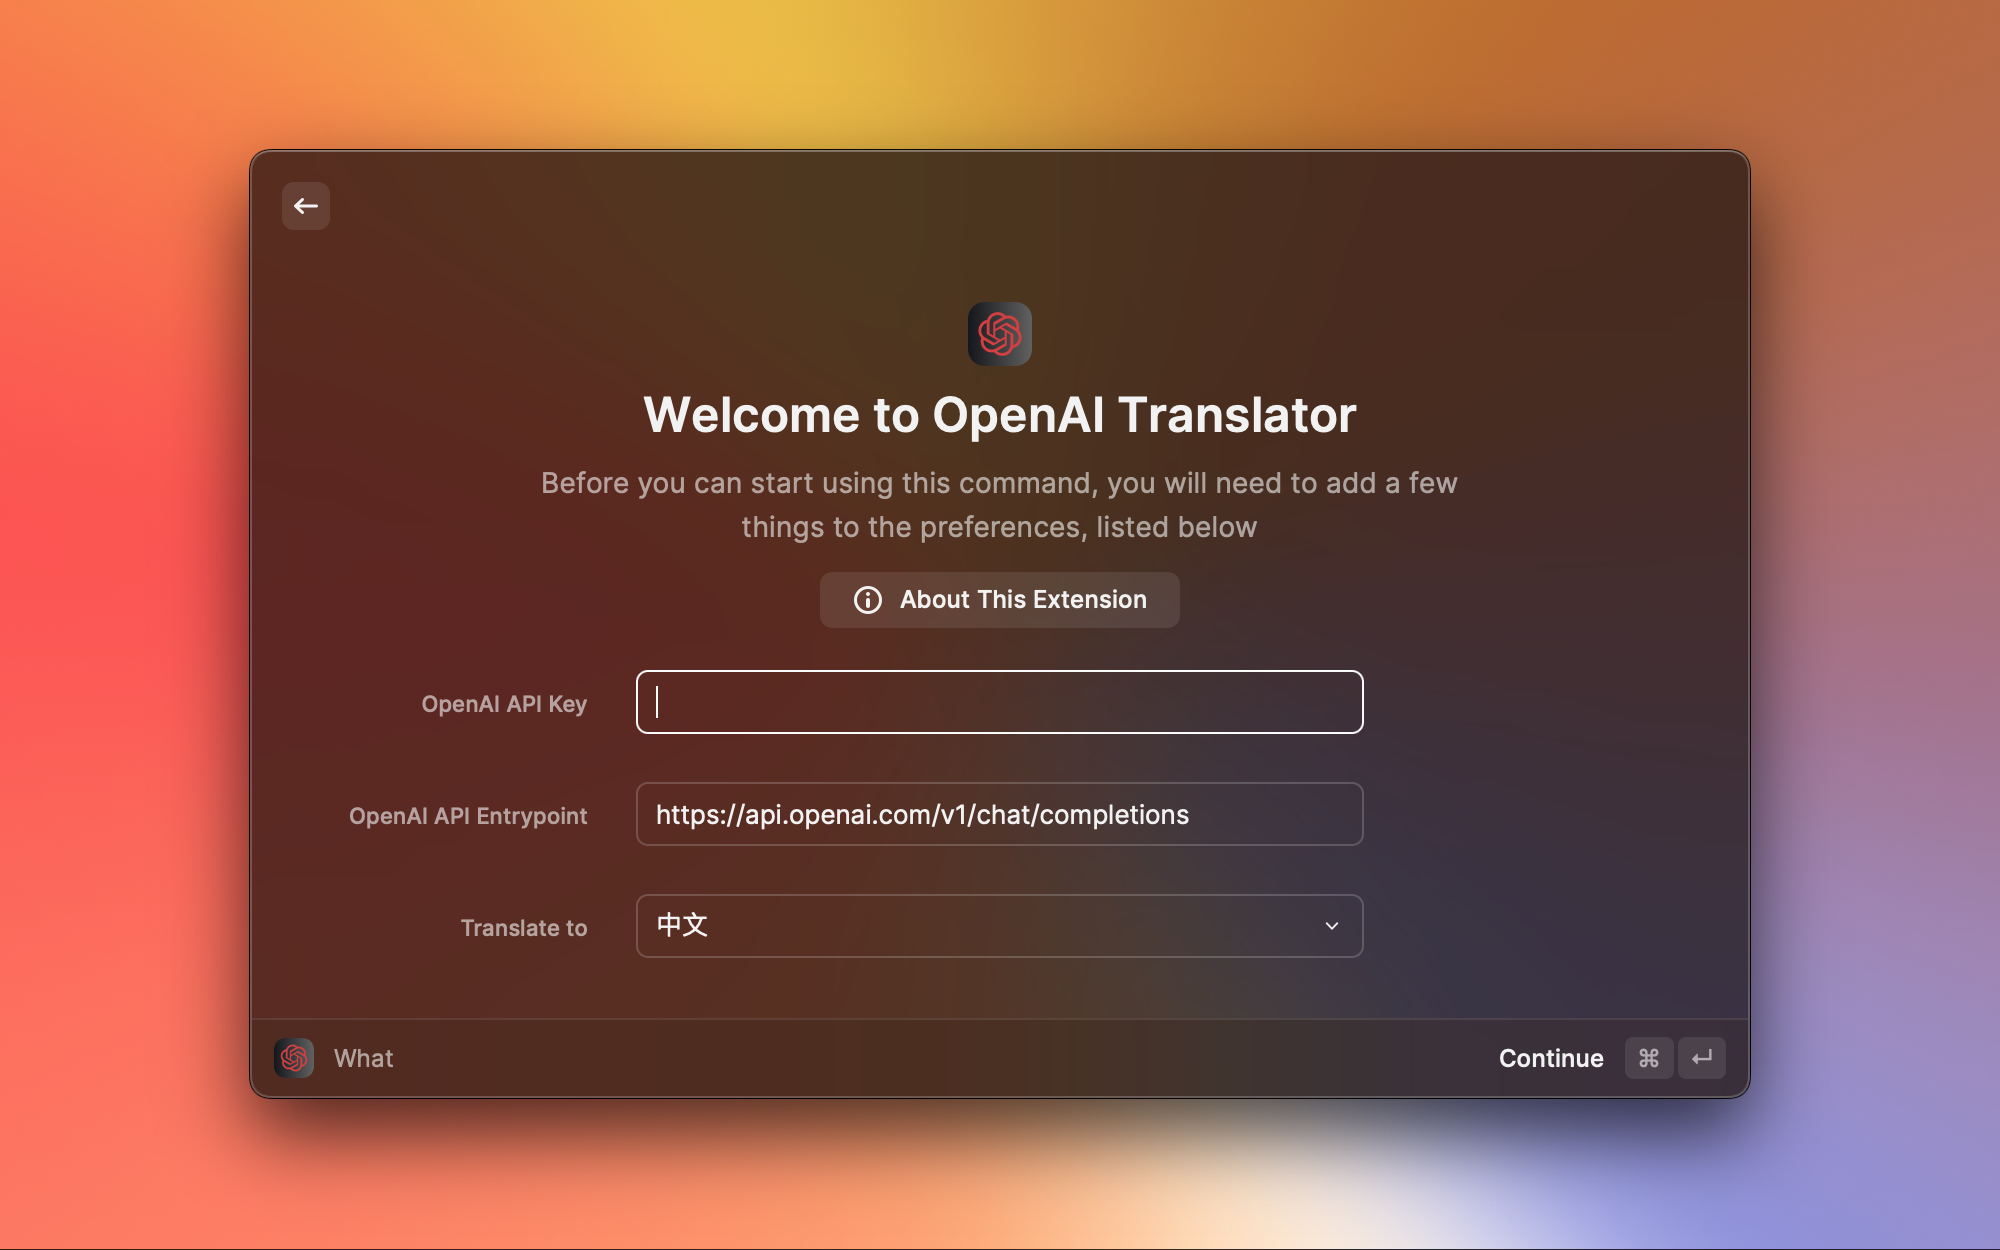 Welcome to OpenAI Translator
Before you can start using this command, you will need to add a few
things to the preferences, listed below
About This Extension
OpenAI API Key
OpenAI API Entrypoint
https://api.openai.com/v1/chat/completions
Translate to
中文
What
Continue ⌘ ↵